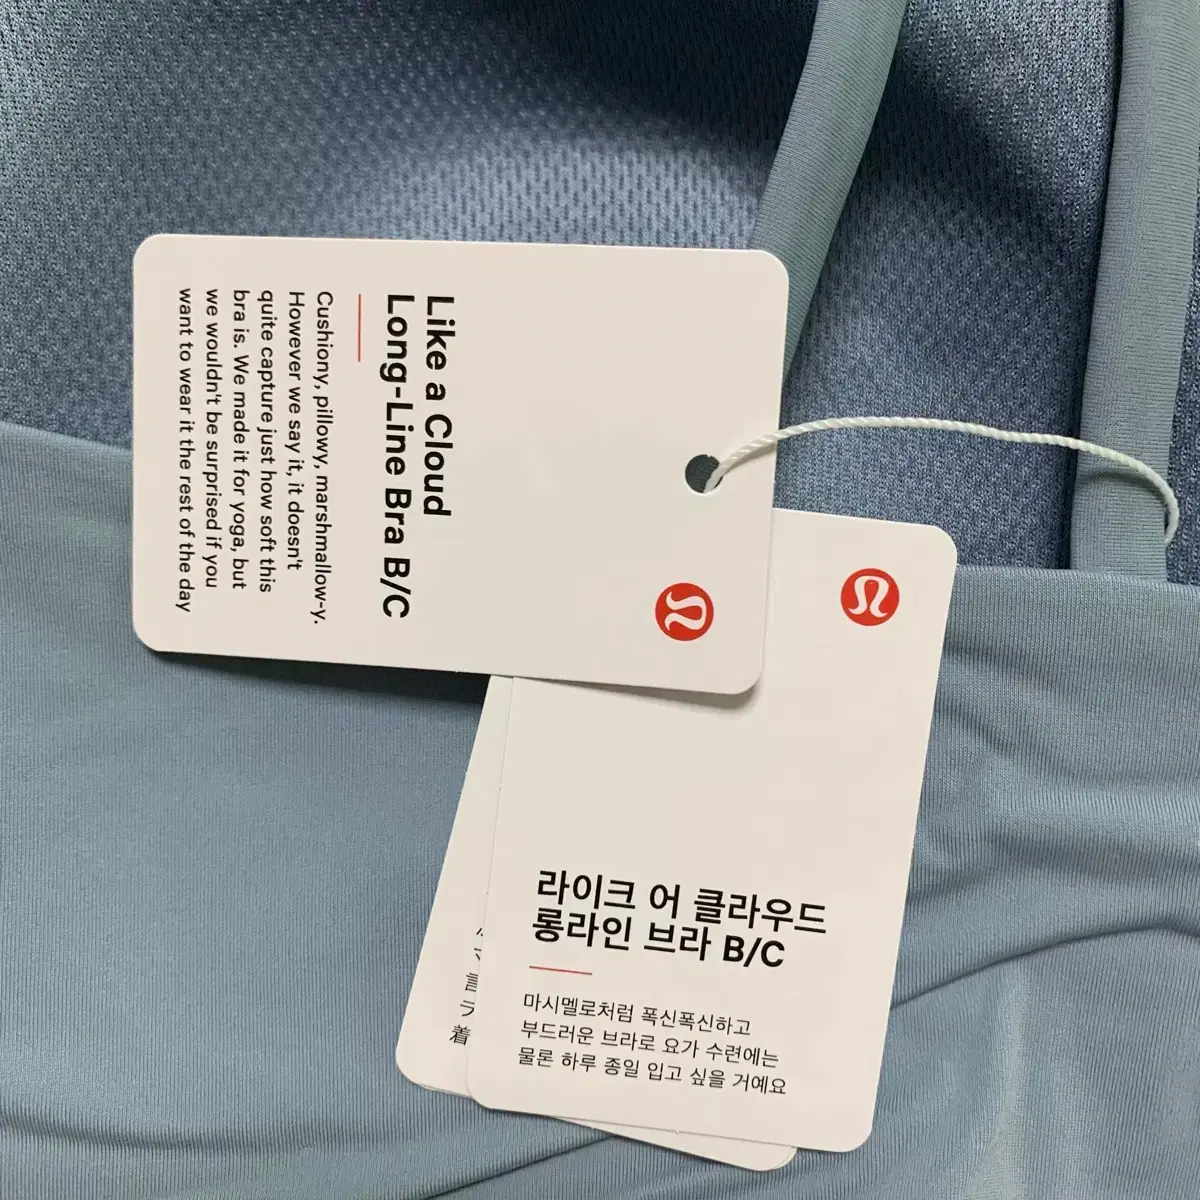 Like a Cloud
Long-Line Bra B/C
Cushiony, pillowy, marshmallow-y.
However we say it, it doesn't
quite capture just how soft this
bra is. We made it for yoga, but
we wouldn't be surprised if you
want to wear it the rest of the day
라이크 어 클라우드
롱라인 브라 B/C
마시멜로처럼 폭신폭신하고
부드러운 브라로 요가 수련에는
물론 하루 종일 입고 싶을 거예요
着